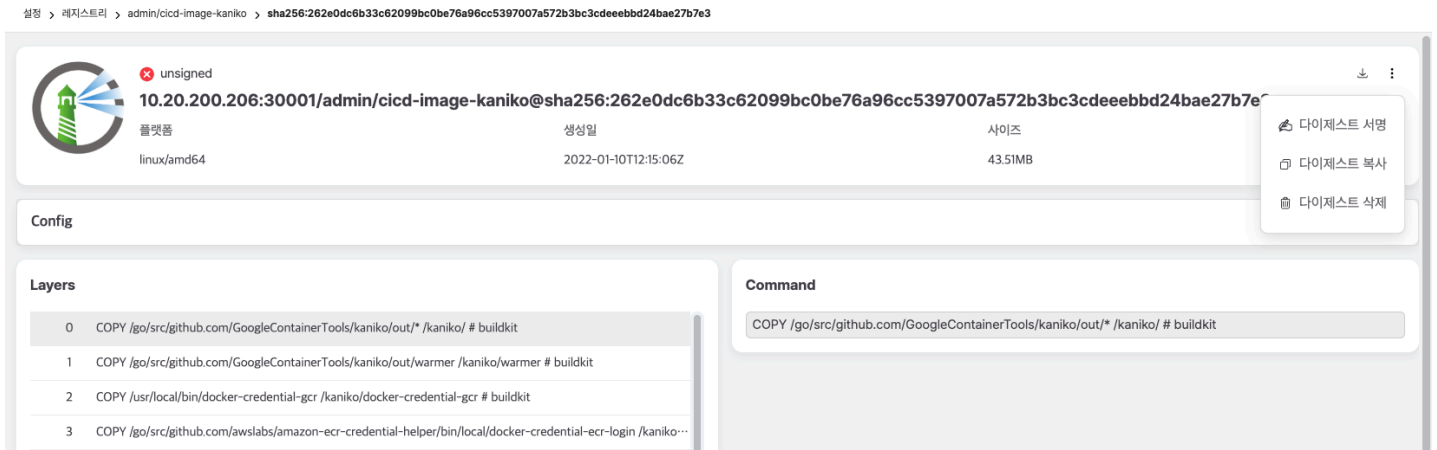 설정 > 레지스트리 > admin/cicd-image-kaniko > sha256:262e0dc6b33c62099bc0be76a96cc5397007a572b3bc3cdeeebbd24bae27b7e3
unsigned
10.20.200.206:30001/admin/cicd-image-kaniko@sha256:262e0dc6b33c62099bc0be76a96cc5397007a572b3bc3cdeeebbd24bae27b7e3
플랫폼 생성일 사이즈
linux/amd64 2022-01-10T12:15:06Z 43.51MB
다이제스트 서명
다이제스트 복사
다이제스트 삭제
Config
Layers
0 COPY /go/src/github.com/GoogleContainerTools/kaniko/out/* /kaniko/ # buildkit
1 COPY /go/src/github.com/GoogleContainerTools/kaniko/out/warmer /kaniko/warmer # buildkit
2 COPY /usr/local/bin/docker-credential-gcr /kaniko/docker-credential-gcr # buildkit
3 COPY /go/src/github.com/awslabs/amazon-ecr-credential-helper/bin/local/docker-credential-ecr-login /kaniko···
Command
COPY /go/src/github.com/GoogleContainerTools/kaniko/out/* /kaniko/ # buildkit